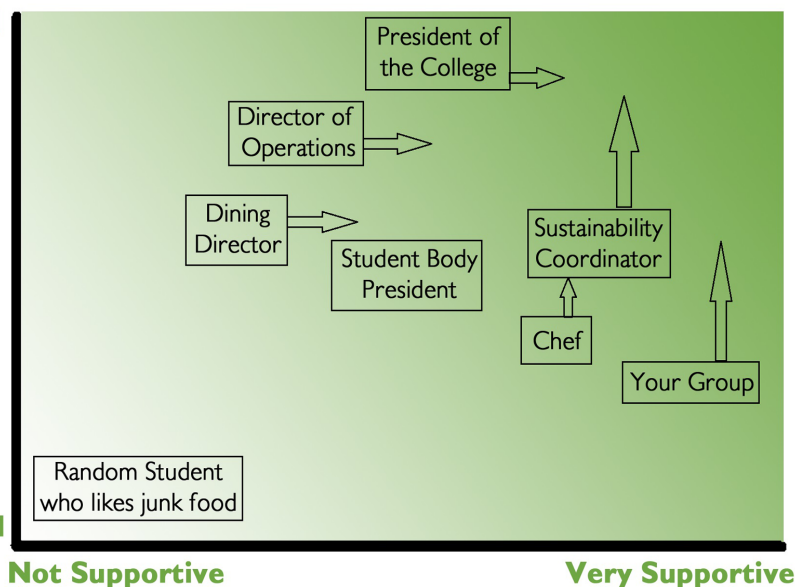 President of
the College
Director of
Operations
Dining
Director
Student Body
President
Sustainability
Coordinator
Chef
Your Group
Random Student
who likes junk food
Not Supportive
Very Supportive